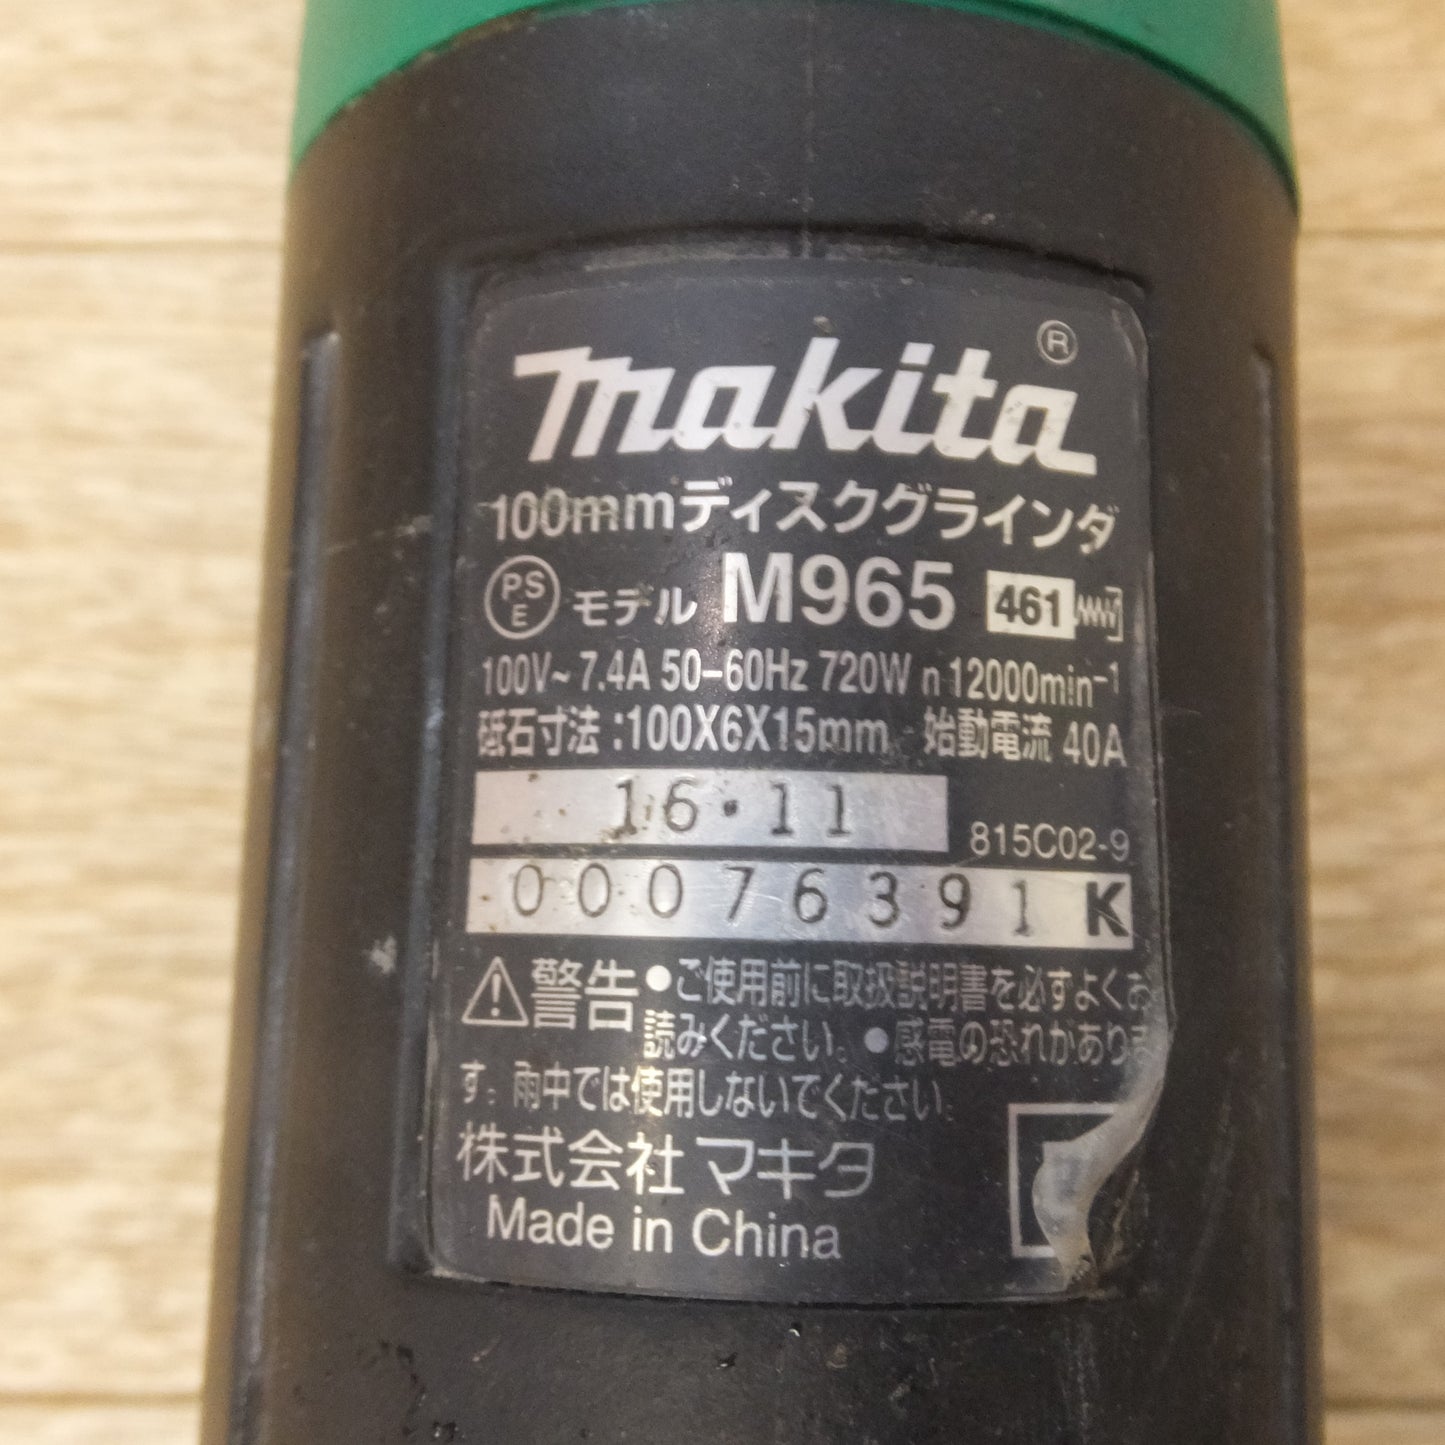 makita®
100mmディスクグラインダ
PSE モデル M965 461
100V~ 7.4A 50-60Hz 720W n 12000min⁻¹
砥石寸法:100X6X15mm 始動電流 40A
16・11
815C02-9
00076391K
警告 ●ご使用前に取扱説明書を必ずよくお
読みください。●感電の恐れがありま
す。雨中では使用しないでください。
株式会社マキタ
Made in China